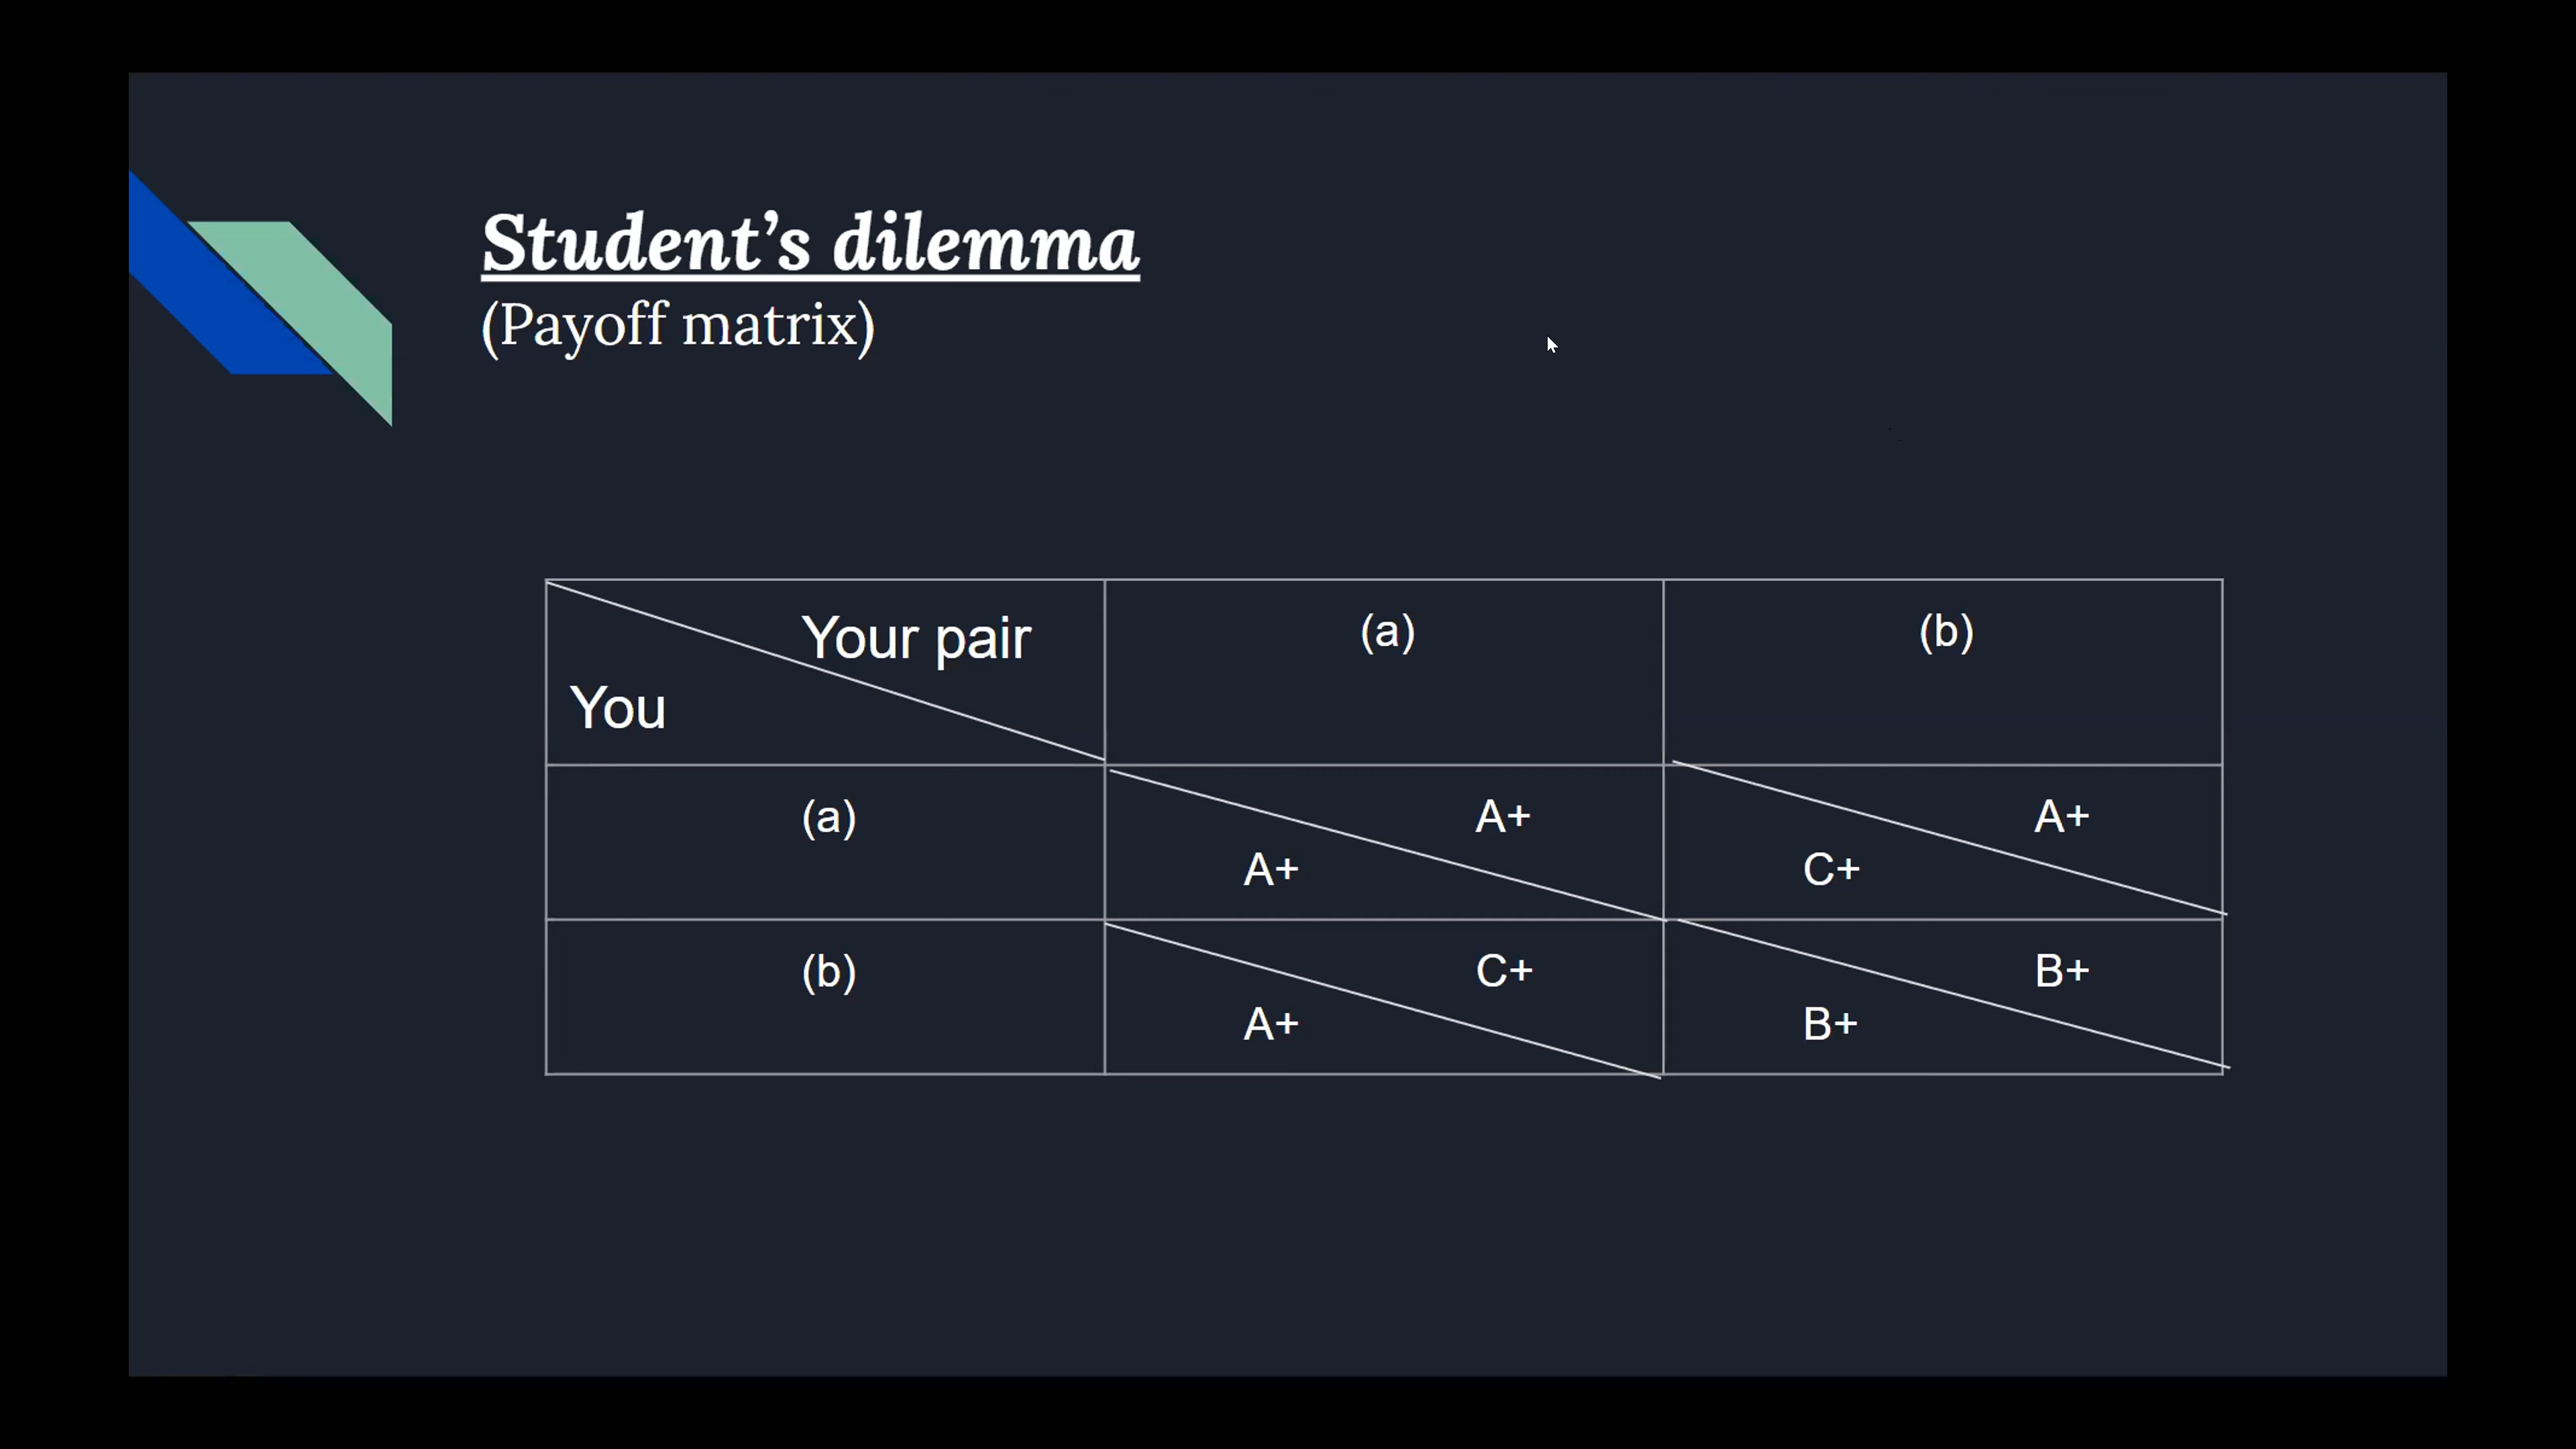 Student’s dilemma
(Payoff matrix)
Your pair
You
(a)
(b)
(a)
A+
A+
C+
A+
(b)
A+
C+
B+
B+